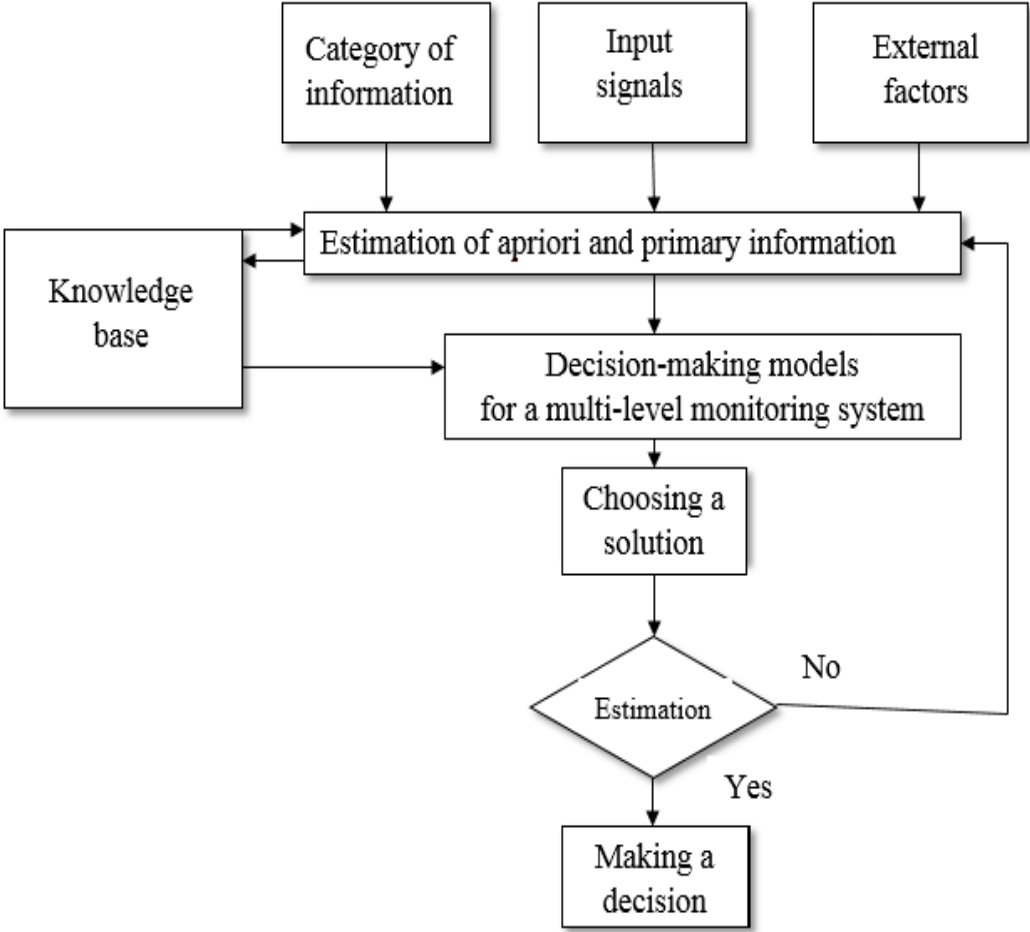 Category of
information
Input
signals
External
factors
Estimation of apriori and primary information
Knowledge
base
Decision-making models
for a multi-level monitoring system
Choosing a
solution
No
Estimation
Yes
Making a
decision